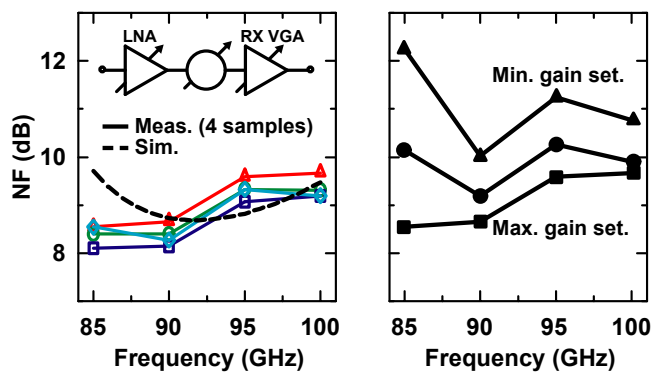 LNA RX VGA
12
10
8
NF (dB)
Meas. (4 samples)
Sim.
85 90 95 100
Frequency (GHz)
Min. gain set.
Max. gain set.
85 90 95 100
Frequency (GHz)